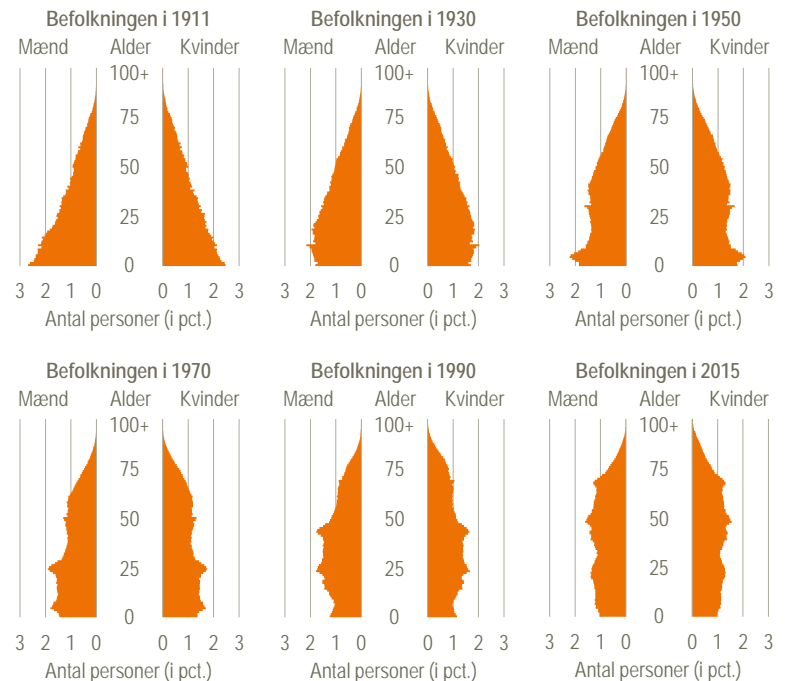 Befolkningen i 1911
Mænd Alder Kvinder
100+
75
50
25
0
3 2 1 0 0 1 2 3
Antal personer (i pct.)
Befolkningen i 1930
Mænd Alder Kvinder
100+
75
50
25
0
3 2 1 0 0 1 2 3
Antal personer (i pct.)
Befolkningen i 1950
Mænd Alder Kvinder
100+
75
50
25
0
3 2 1 0 0 1 2 3
Antal personer (i pct.)
Befolkningen i 1970
Mænd Alder Kvinder
100+
75
50
25
0
3 2 1 0 0 1 2 3
Antal personer (i pct.)
Befolkningen i 1990
Mænd Alder Kvinder
100+
75
50
25
0
3 2 1 0 0 1 2 3
Antal personer (i pct.)
Befolkningen i 2015
Mænd Alder Kvinder
100+
75
50
25
0
3 2 1 0 0 1 2 3
Antal personer (i pct.)